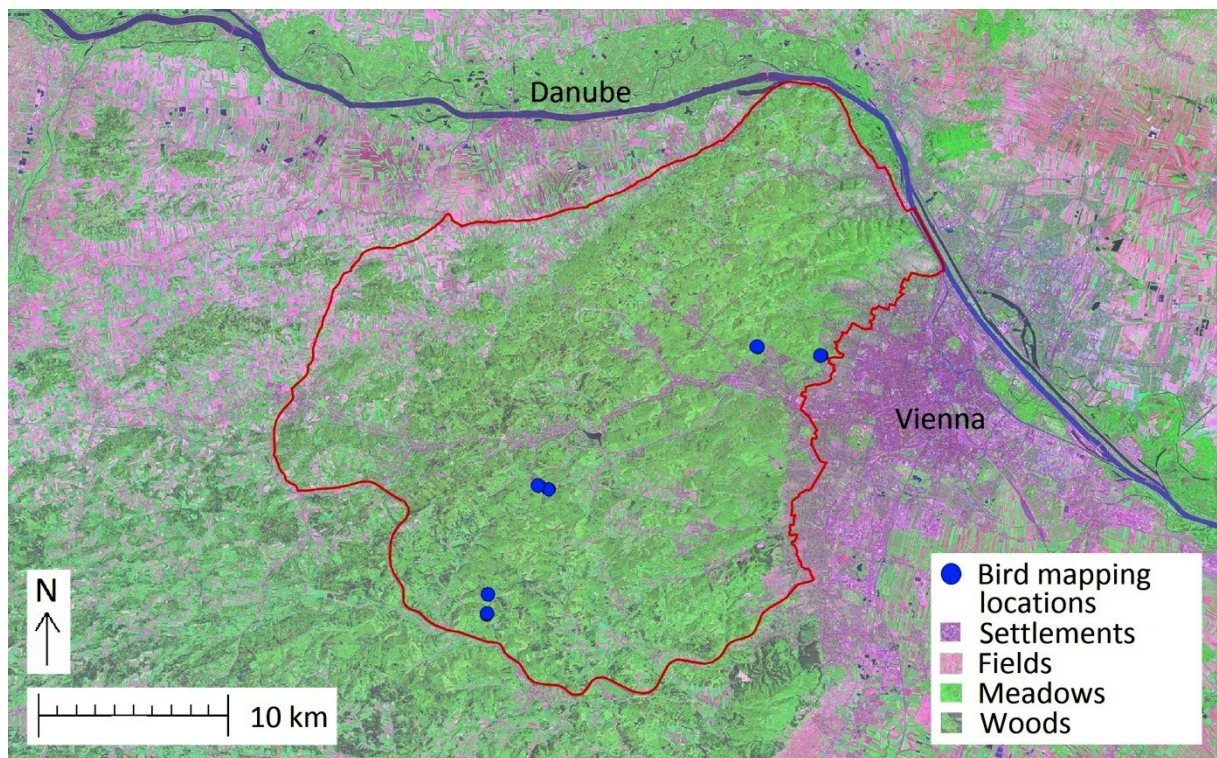 Danube
Vienna
N
10 km
Bird mapping
locations
Settlements
Fields
Meadows
Woods